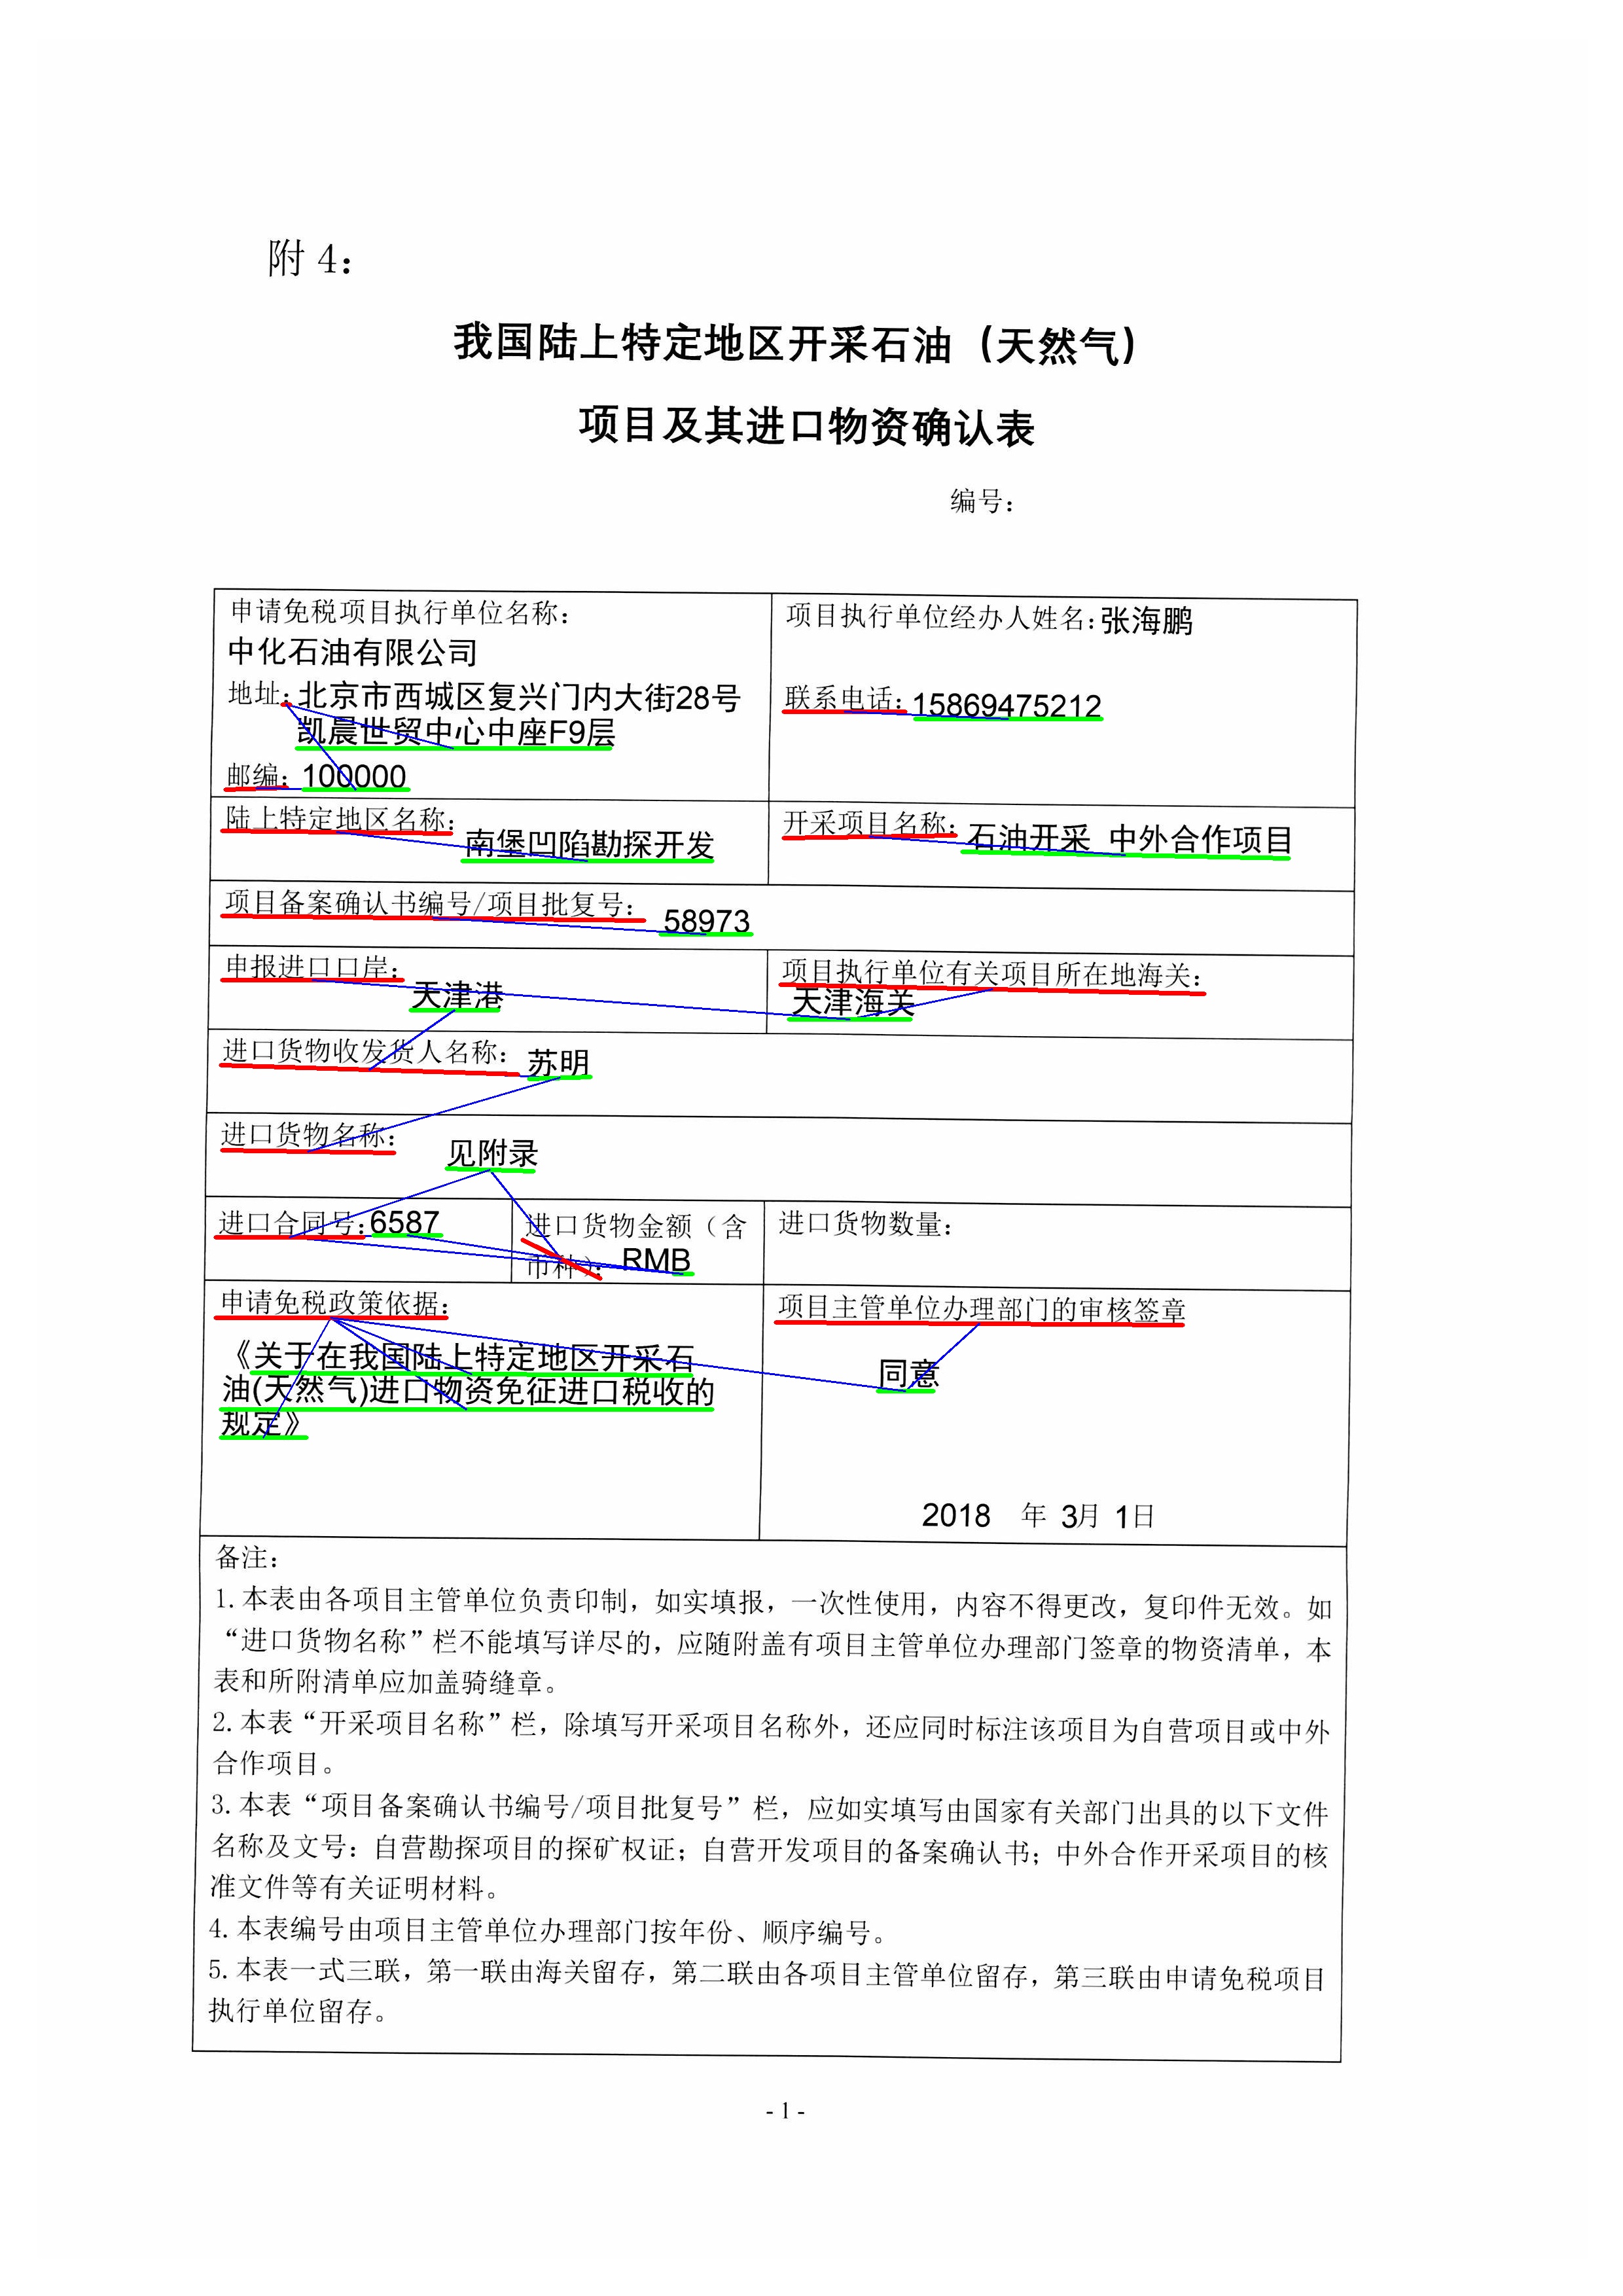 附 4：
我国陆上特定地区开采石油（天然气）
项目及其进口物资确认表
编号：
申请免税项目执行单位名称：
中化石油有限公司
地址：北京市西城区复兴门内大街28号
凯晨世贸中心中座F9层
邮编：100000
项目执行单位经办人姓名：张海鹏
联系电话：15869475212
陆上特定地区名称：南堡凹陷勘探开发
开采项目名称：石油开采 中外合作项目
项目备案确认书编号/项目批复号：58973
申报进口口岸：天津港
项目执行单位有关项目所在地海关：
天津海关
进口货物收发货人名称：苏明
进口货物名称：见附录
进口合同号：6587
进口货物金额（含
币种）：RMB
进口货物数量：
申请免税政策依据：
《关于在我国陆上特定地区开采石
油(天然气)进口物资免征进口税收的
规定》
项目主管单位办理部门的审核签章
同意
2018 年 3月 1日
备注：
1.本表由各项目主管单位负责印制，如实填报，一次性使用，内容不得更改，复印件无效。如
“进口货物名称”栏不能填写详尽的，应随附盖有项目主管单位办理部门签章的物资清单，本
表和所附清单应加盖骑缝章。
2.本表“开采项目名称”栏，除填写开采项目名称外，还应同时标注该项目为自营项目或中外
合作项目。
3.本表“项目备案确认书编号/项目批复号”栏，应如实填写由国家有关部门出具的以下文件
名称及文号：自营勘探项目的探矿权证；自营开发项目的备案确认书；中外合作开采项目的核
准文件等有关证明材料。
4.本表编号由项目主管单位办理部门按年份、顺序编号。
5.本表一式三联，第一联由海关留存，第二联由各项目主管单位留存，第三联由申请免税项目
执行单位留存。
- 1 -